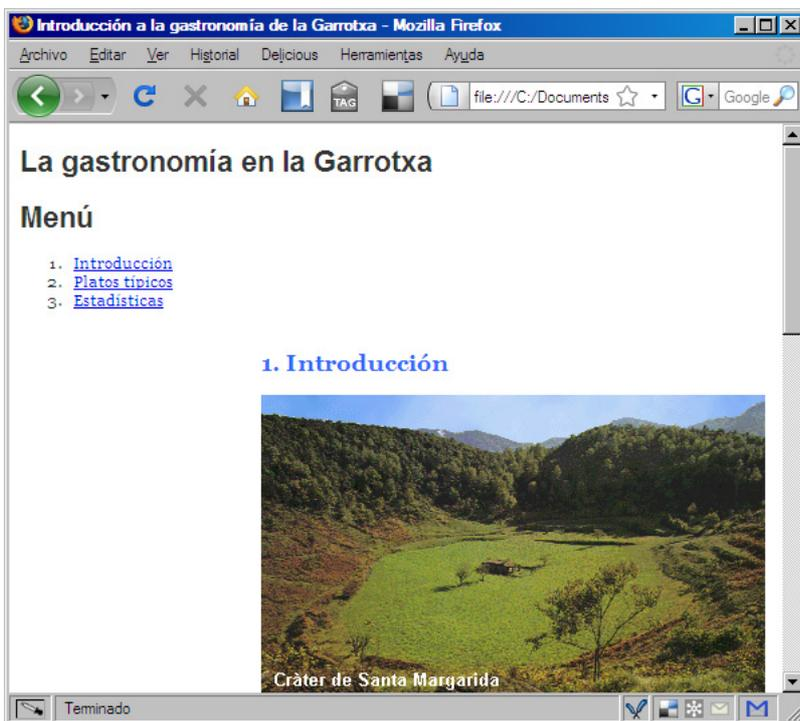 Introducción a la gastronomía de la Garrotxa - Mozilla Firefox
Archivo Editar Ver Historial Delicious Herramientas Ayuda
TAG file:///C:/Documents G Google
La gastronomía en la Garrotxa
Menú
1. Introducción
2. Platos típicos
3. Estadísticas
1. Introducción
Cràter de Santa Margarida
Terminado